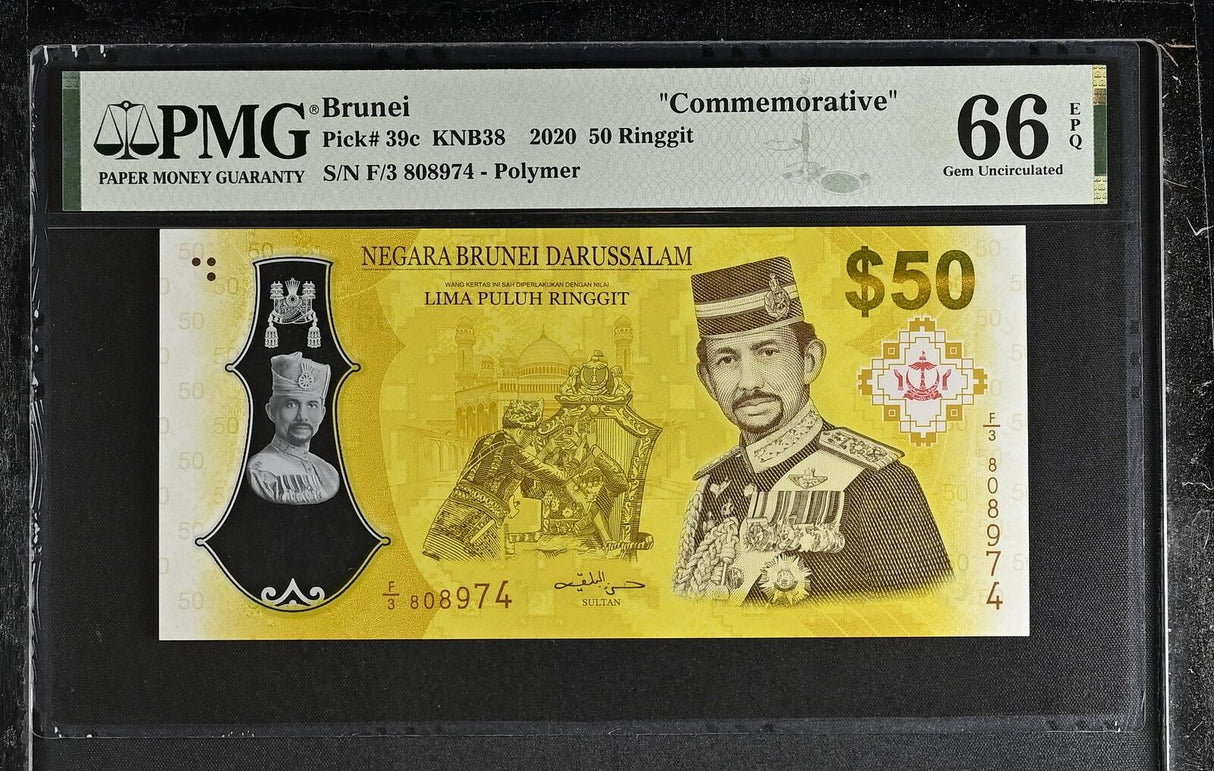 PMG®
PAPER MONEY GUARANTY
Brunei "Commemorative"
Pick# 39c KNB38 2020 50 Ringgit
S/N F/3 808974 - Polymer
66 EPQ
Gem Uncirculated
NEGARA BRUNEI DARUSSALAM
WANG KERTAS INI SAH DIPERLAKUKAN DENGAN NILAI
LIMA PULUH RINGGIT
$50
F/3 808974
F/3 808974
SULTAN